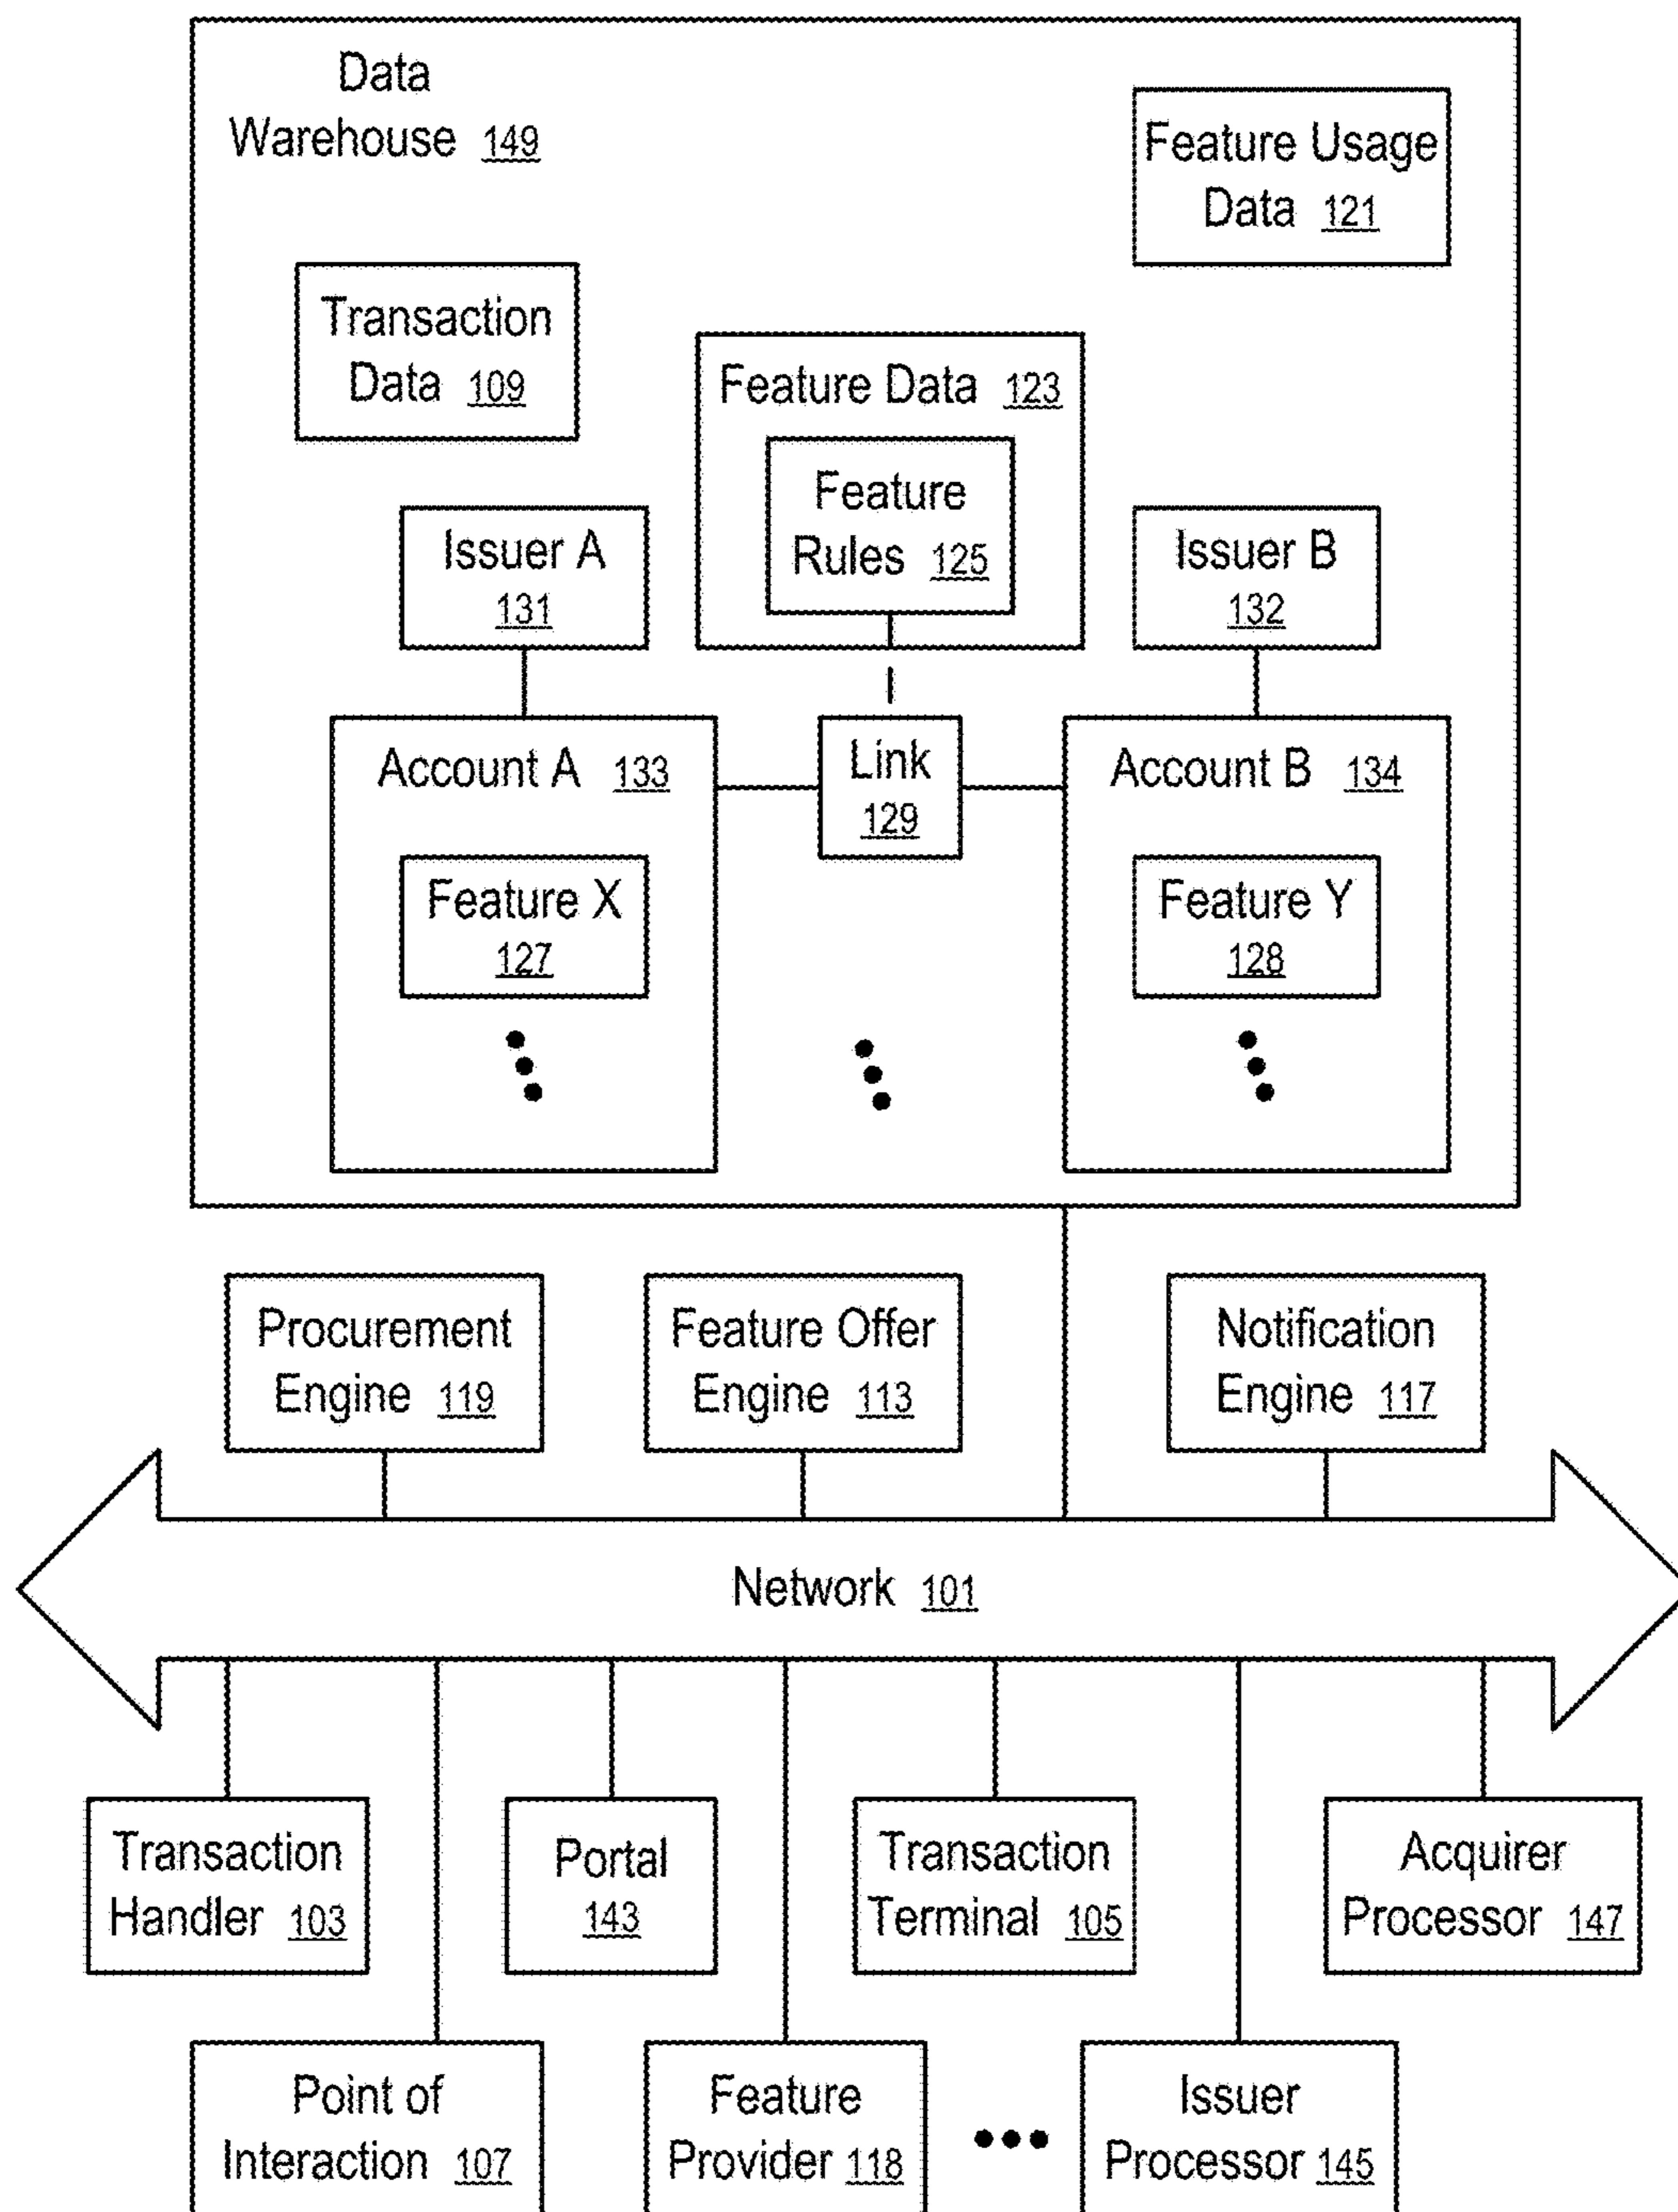 Data
Warehouse 149
Feature Usage
Data 121
Transaction
Data 109
Feature Data 123
Feature
Rules 125
Issuer A
131
Issuer B
132
Account A 133
Link
129
Account B 134
Feature X
127
Feature Y
128
Procurement
Engine 119
Feature Offer
Engine 113
Notification
Engine 117
Network 101
Transaction
Handler 103
Portal
143
Transaction
Terminal 105
Acquirer
Processor 147
Point of
Interaction 107
Feature
Provider 118
Issuer
Processor 145